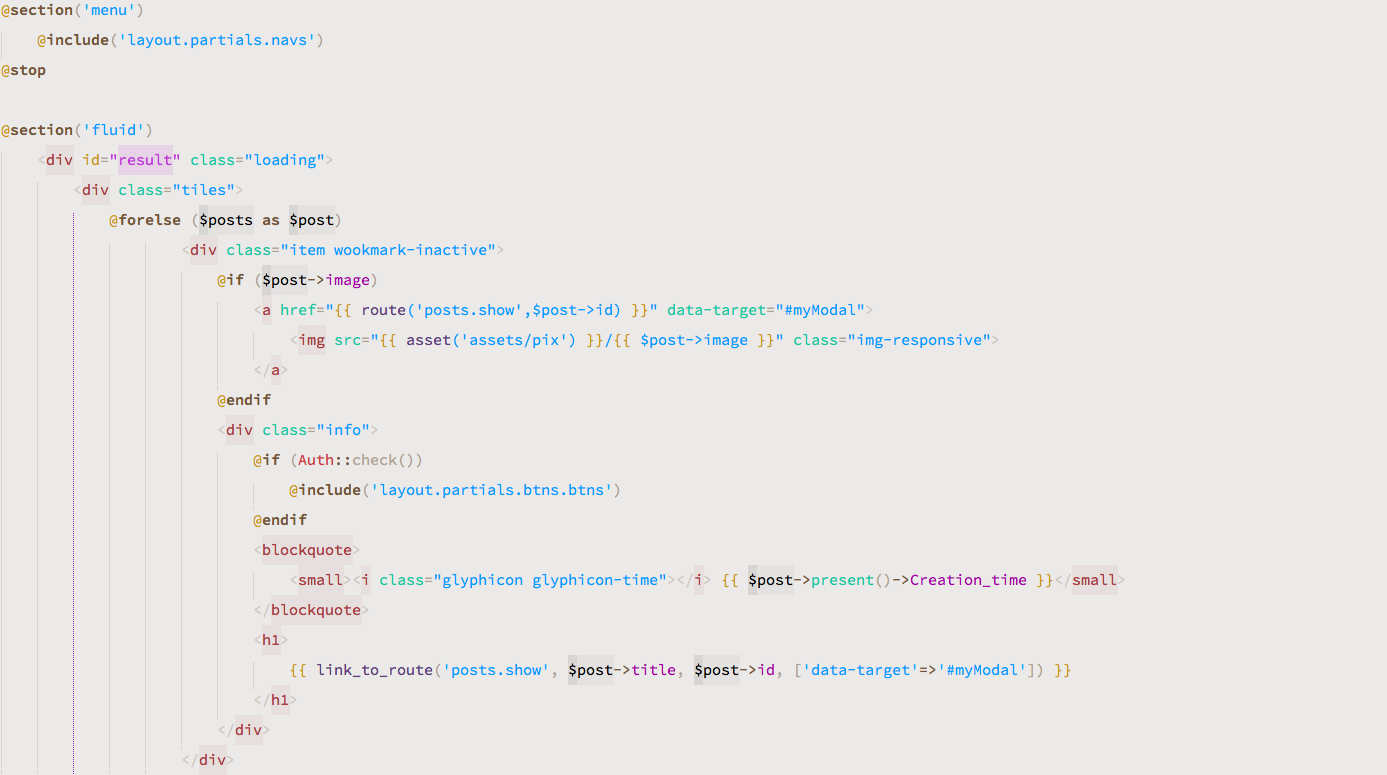 @section('menu')
    @include('layout.partials.navs')
@stop

@section('fluid')
    <div id="result" class="loading">
        <div class="tiles">
            @forelse ($posts as $post)
                    <div class="item wookmark-inactive">
                        @if ($post->image)
                            <a href="{{ route('posts.show',$post->id) }}" data-target="#myModal">
                                <img src="{{ asset('assets/pix') }}/{{ $post->image }}" class="img-responsive">
                            </a>
                        @endif
                        <div class="info">
                            @if (Auth::check())
                                @include('layout.partials.btns.btns')
                            @endif
                            <blockquote>
                                <small><i class="glyphicon glyphicon-time"></i> {{ $post->present()->Creation_time }}</small>
                            </blockquote>
                            <h1>
                                {{ link_to_route('posts.show', $post->title, $post->id, ['data-target'=>'#myModal']) }}
                            </h1>
                        </div>
                    </div>